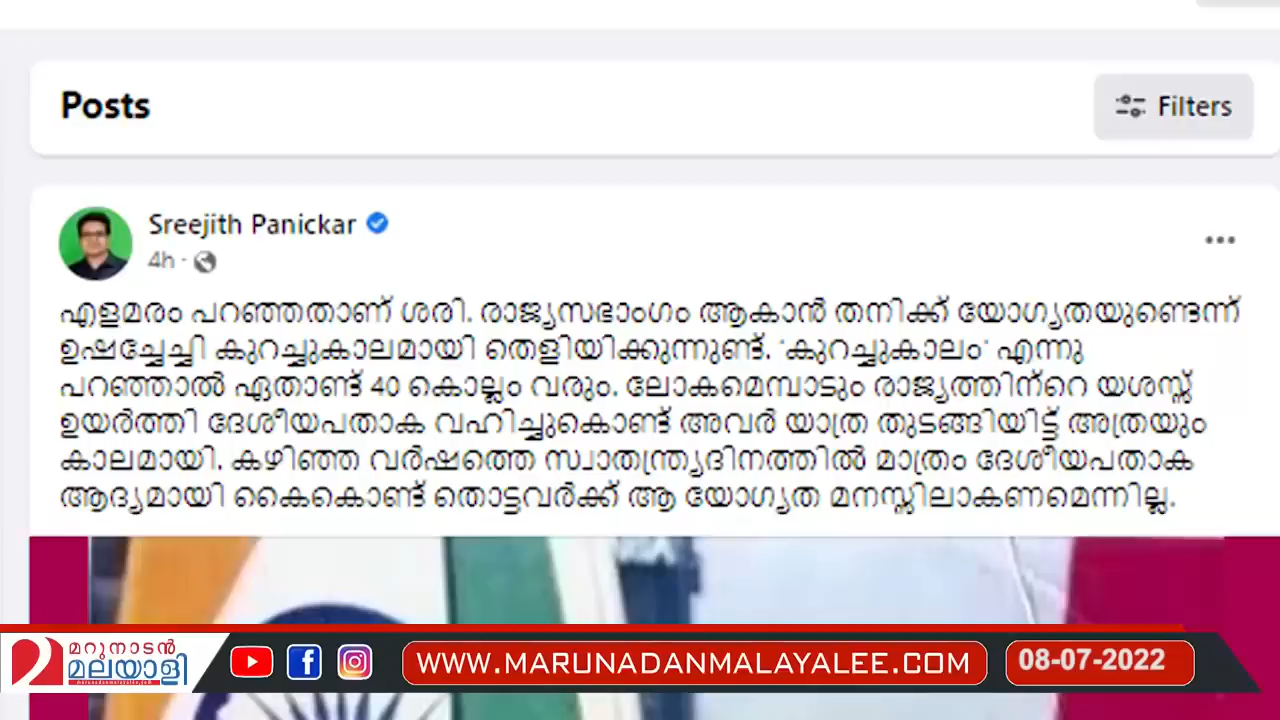 Posts
Filters
Sreejith Panickar
4h ·
എളമരം പറഞ്ഞതാണ് ശരി. രാജ്യസഭാംഗം ആകാൻ തനിക്ക് യോഗ്യതയുണ്ടെന്ന്
ഉഷച്ചേച്ചി കുറച്ചുകാലമായി തെളിയിക്കുന്നുണ്ട്. 'കുറച്ചുകാലം' എന്നു
പറഞ്ഞാൽ ഏതാണ്ട് 40 കൊല്ലം വരും. ലോകമെമ്പാടും രാജ്യത്തിന്റെ യശസ്സ്
ഉയർത്തി ദേശീയപതാക വഹിച്ചുകൊണ്ട് അവർ യാത്ര തുടങ്ങിയിട്ട് അത്രയും
കാലമായി. കഴിഞ്ഞ വർഷത്തെ സ്വാതന്ത്ര്യദിനത്തിൽ മാത്രം ദേശീയപതാക
ആദ്യമായി കൈകൊണ്ട് തൊട്ടവർക്ക് ആ യോഗ്യത മനസ്സിലാകണമെന്നില്ല.
മറുനാടൻ
മലയാളി
marunadanmalayalee.com
WWW.MARUNADANMALAYALEE.COM
08-07-2022